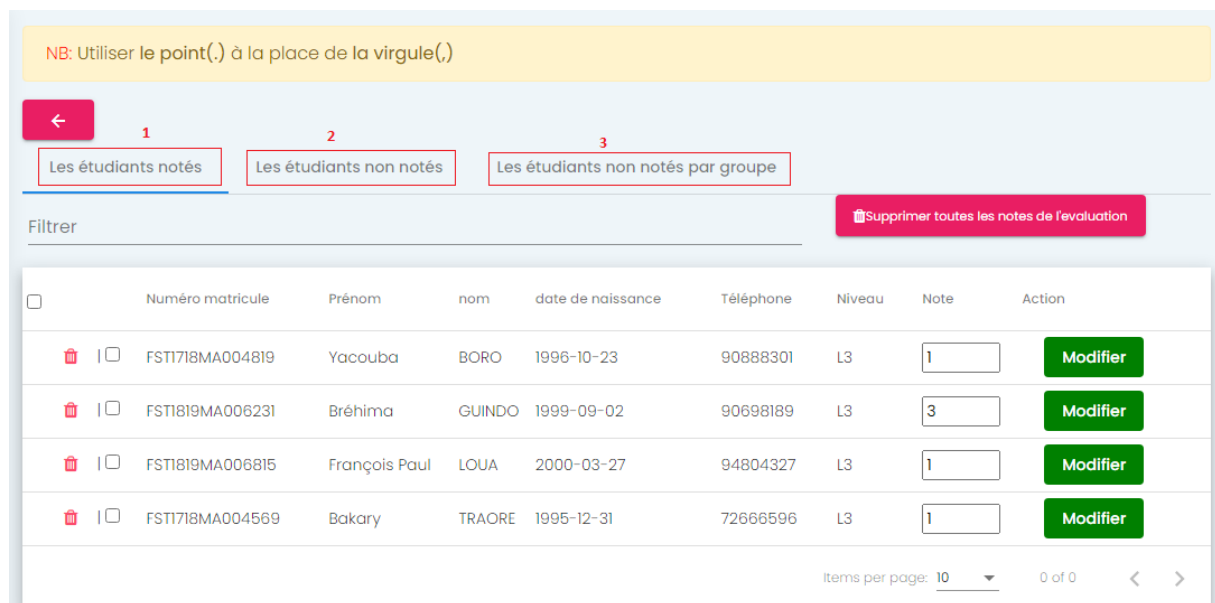 NB: Utiliser le point(.) à la place de la virgule(,)
1 2 3
Les étudiants notés Les étudiants non notés Les étudiants non notés par groupe
Filtrer Supprimer toutes les notes de l'evaluation
Numéro matricule Prénom nom date de naissance Téléphone Niveau Note Action
| FST1718MA004819 Yacouba BORO 1996-10-23 90888301 L3 1 Modifier
| FST1819MA006231 Bréhima GUINDO 1999-09-02 90698189 L3 3 Modifier
| FST1819MA006815 François Paul LOUA 2000-03-27 94804327 L3 1 Modifier
| FST1718MA004569 Bakary TRAORE 1995-12-31 72666596 L3 1 Modifier
Items per page: 10 0 of 0